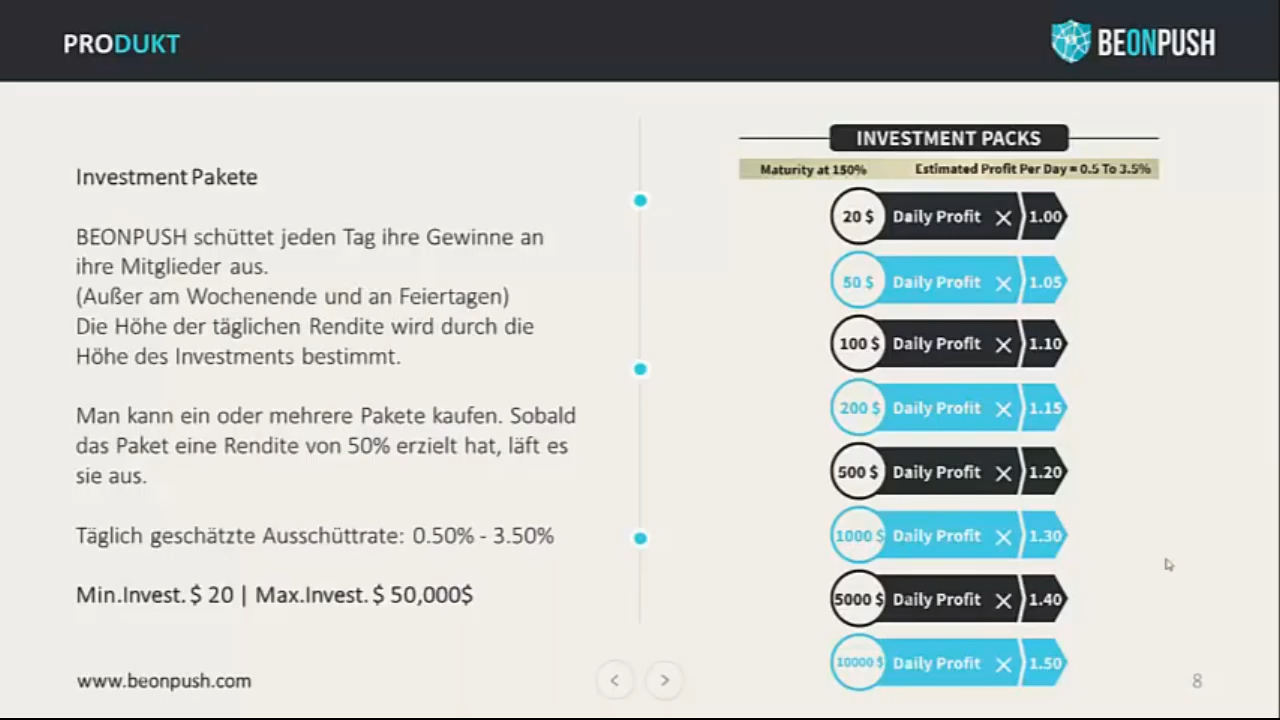 PRODUKT
BEONPUSH
Investment Pakete
BEONPUSH schüttet jeden Tag ihre Gewinne an
ihre Mitglieder aus.
(Außer am Wochenende und an Feiertagen)
Die Höhe der täglichen Rendite wird durch die
Höhe des Investments bestimmt.
Man kann ein oder mehrere Pakete kaufen. Sobald
das Paket eine Rendite von 50% erzielt hat, läft es
sie aus.
Täglich geschätzte Ausschüttrate: 0.50% - 3.50%
Min.Invest. $ 20 | Max.Invest. $ 50,000$
www.beonpush.com
INVESTMENT PACKS
Maturity at 150% Estimated Profit Per Day = 0.5 To 3.5%
20 $ Daily Profit × 1.00
50 $ Daily Profit × 1.05
100 $ Daily Profit × 1.10
200 $ Daily Profit × 1.15
500 $ Daily Profit × 1.20
1000 $ Daily Profit × 1.30
5000 $ Daily Profit × 1.40
10000 $ Daily Profit × 1.50
< >
8